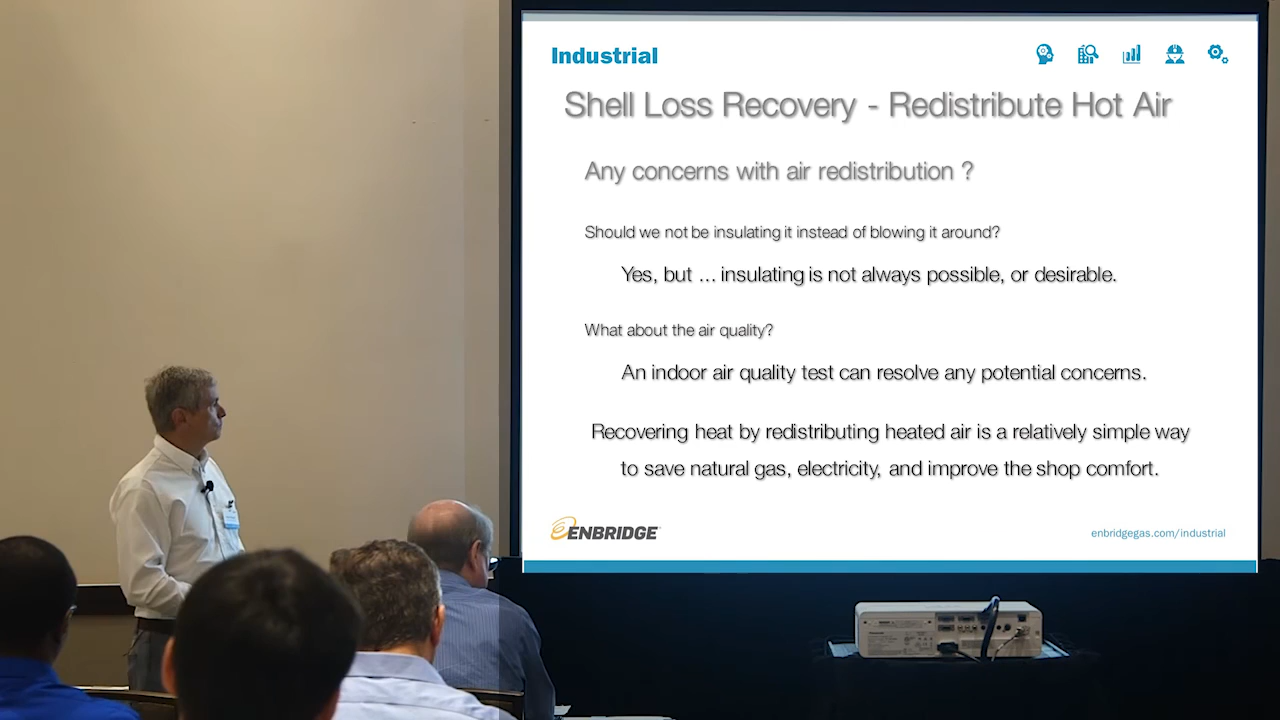 Industrial
Shell Loss Recovery - Redistribute Hot Air
Any concerns with air redistribution ?
Should we not be insulating it instead of blowing it around?
Yes, but ... insulating is not always possible, or desirable.
What about the air quality?
An indoor air quality test can resolve any potential concerns.
Recovering heat by redistributing heated air is a relatively simple way
to save natural gas, electricity, and improve the shop comfort.
ENBRIDGE
enbridgegas.com/industrial